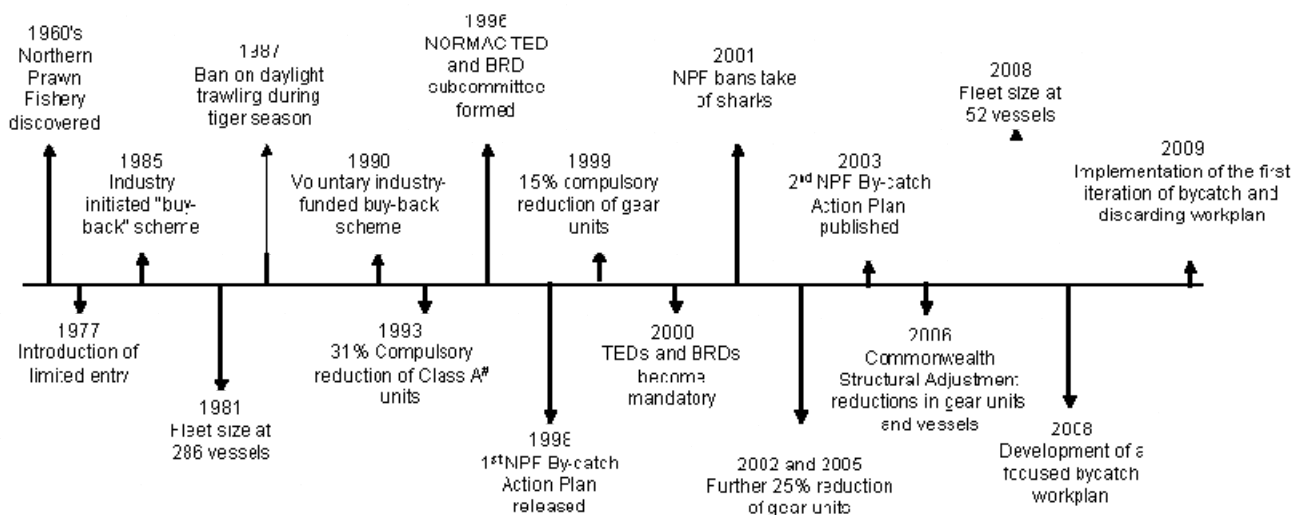 1960's
Northern
Prawn
Fishery
discovered
1987
Ban on daylight
trawling during
tiger season
1996
NORMAC TED
and BRD
subcommittee
formed
2001
NPF bans take
of sharks
2008
Fleet size at
52 vessels
1985
Industry
initiated "buy-
back" scheme
1990
Voluntary industry-
funded buy-back
scheme
1999
15% compulsory
reduction of gear
units
2003
2nd NPF By-catch
Action Plan
published
2009
Implementation of the first
iteration of bycatch and
discarding workplan
1977
Introduction of
limited entry
1981
Fleet size at
286 vessels
1993
31% Compulsory
reduction of Class A#
units
1998
1st NPF By-catch
Action Plan
released
2000
TEDs and BRDs
become
mandatory
2002 and 2005
Further 25% reduction
of gear units
2006
Commonwealth
Structural Adjustment
reductions in gear units
and vessels
2008
Development of a
focused bycatch
workplan